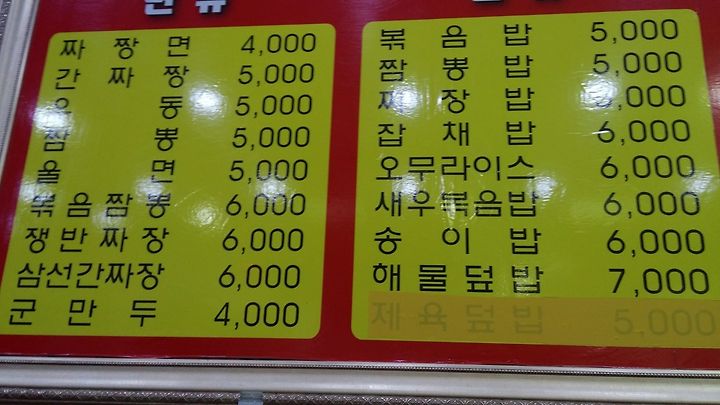 짜짱면 4,000
간짜장 5,000
우동 5,000
짬뽕 5,000
울면 5,000
볶음짬뽕 6,000
쟁반짜장 6,000
삼선간짜장 6,000
군만두 4,000
볶음밥 5,000
짬뽕밥 5,000
짜장밥
잡채밥 6,000
오무라이스 6,000
새우볶음밥 6,000
송이밥 6,000
해물덮밥 7,000
제육덮밥 5,000